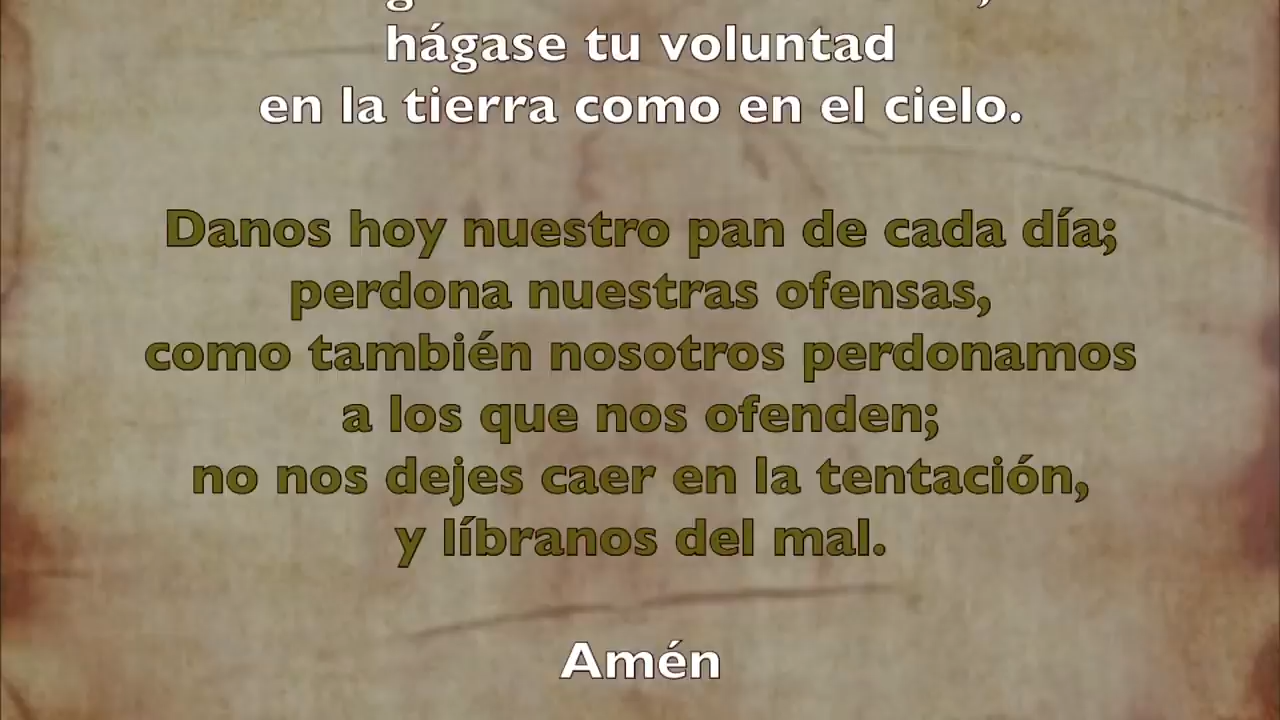 hágase tu voluntad
en la tierra como en el cielo.
Danos hoy nuestro pan de cada día;
perdona nuestras ofensas,
como también nosotros perdonamos
a los que nos ofenden;
no nos dejes caer en la tentación,
y líbranos del mal.
Amén